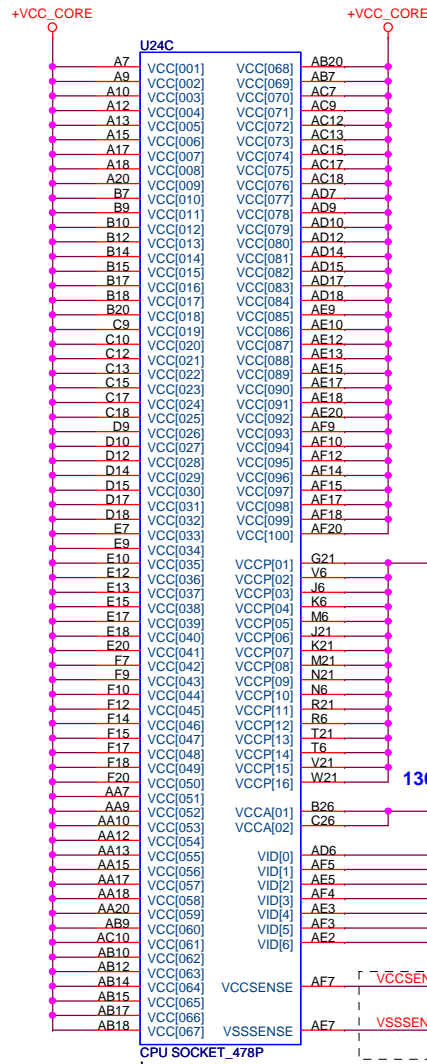 +VCC_CORE +VCC_CORE
U24C
A7 VCC[001] VCC[068] AB20
A9 VCC[002] VCC[069] AB7
A10 VCC[003] VCC[070] AC7
A12 VCC[004] VCC[071] AC9
A13 VCC[005] VCC[072] AC12
A15 VCC[006] VCC[073] AC13
A17 VCC[007] VCC[074] AC15
A18 VCC[008] VCC[075] AC17
A20 VCC[009] VCC[076] AC18
B7 VCC[010] VCC[077] AD7
B9 VCC[011] VCC[078] AD9
B10 VCC[012] VCC[079] AD10
B12 VCC[013] VCC[080] AD12
B14 VCC[014] VCC[081] AD14
B15 VCC[015] VCC[082] AD15
B17 VCC[016] VCC[083] AD17
B18 VCC[017] VCC[084] AD18
B20 VCC[018] VCC[085] AE9
C9 VCC[019] VCC[086] AE10
C10 VCC[020] VCC[087] AE12
C12 VCC[021] VCC[088] AE13
C13 VCC[022] VCC[089] AE15
C15 VCC[023] VCC[090] AE17
C17 VCC[024] VCC[091] AE18
C18 VCC[025] VCC[092] AE20
D9 VCC[026] VCC[093] AF9
D10 VCC[027] VCC[094] AF10
D12 VCC[028] VCC[095] AF12
D14 VCC[029] VCC[096] AF14
D15 VCC[030] VCC[097] AF15
D17 VCC[031] VCC[098] AF17
D18 VCC[032] VCC[099] AF18
E7 VCC[033] VCC[100] AF20
E9 VCC[034]
E10 VCC[035] VCCP[01] G21
E12 VCC[036] VCCP[02] V6
E13 VCC[037] VCCP[03] J6
E15 VCC[038] VCCP[04] K6
E17 VCC[039] VCCP[05] M6
E18 VCC[040] VCCP[06] J21
E20 VCC[041] VCCP[07] K21
F7 VCC[042] VCCP[08] M21
F9 VCC[043] VCCP[09] N21
F10 VCC[044] VCCP[10] N6
F12 VCC[045] VCCP[11] R21
F14 VCC[046] VCCP[12] R6
F15 VCC[047] VCCP[13] T21
F17 VCC[048] VCCP[14] T6
F18 VCC[049] VCCP[15] V21
F20 VCC[050] VCCP[16] W21 130
AA7 VCC[051]
AA9 VCC[052] VCCA[01] B26
AA10 VCC[053] VCCA[02] C26
AA12 VCC[054]
AA13 VCC[055] VID[0] AD6
AA15 VCC[056] VID[1] AF5
AA17 VCC[057] VID[2] AE5
AA18 VCC[058] VID[3] AF4
AA20 VCC[059] VID[4] AE3
AB9 VCC[060] VID[5] AF3
AC10 VCC[061] VID[6] AE2
AB10 VCC[062]
AB12 VCC[063]
AB14 VCC[064] VCCSENSE AF7 VCCSEN
AB15 VCC[065]
AB17 VCC[066]
AB18 VCC[067] VSSSENSE AE7 VSSSEN
CPU SOCKET_478P